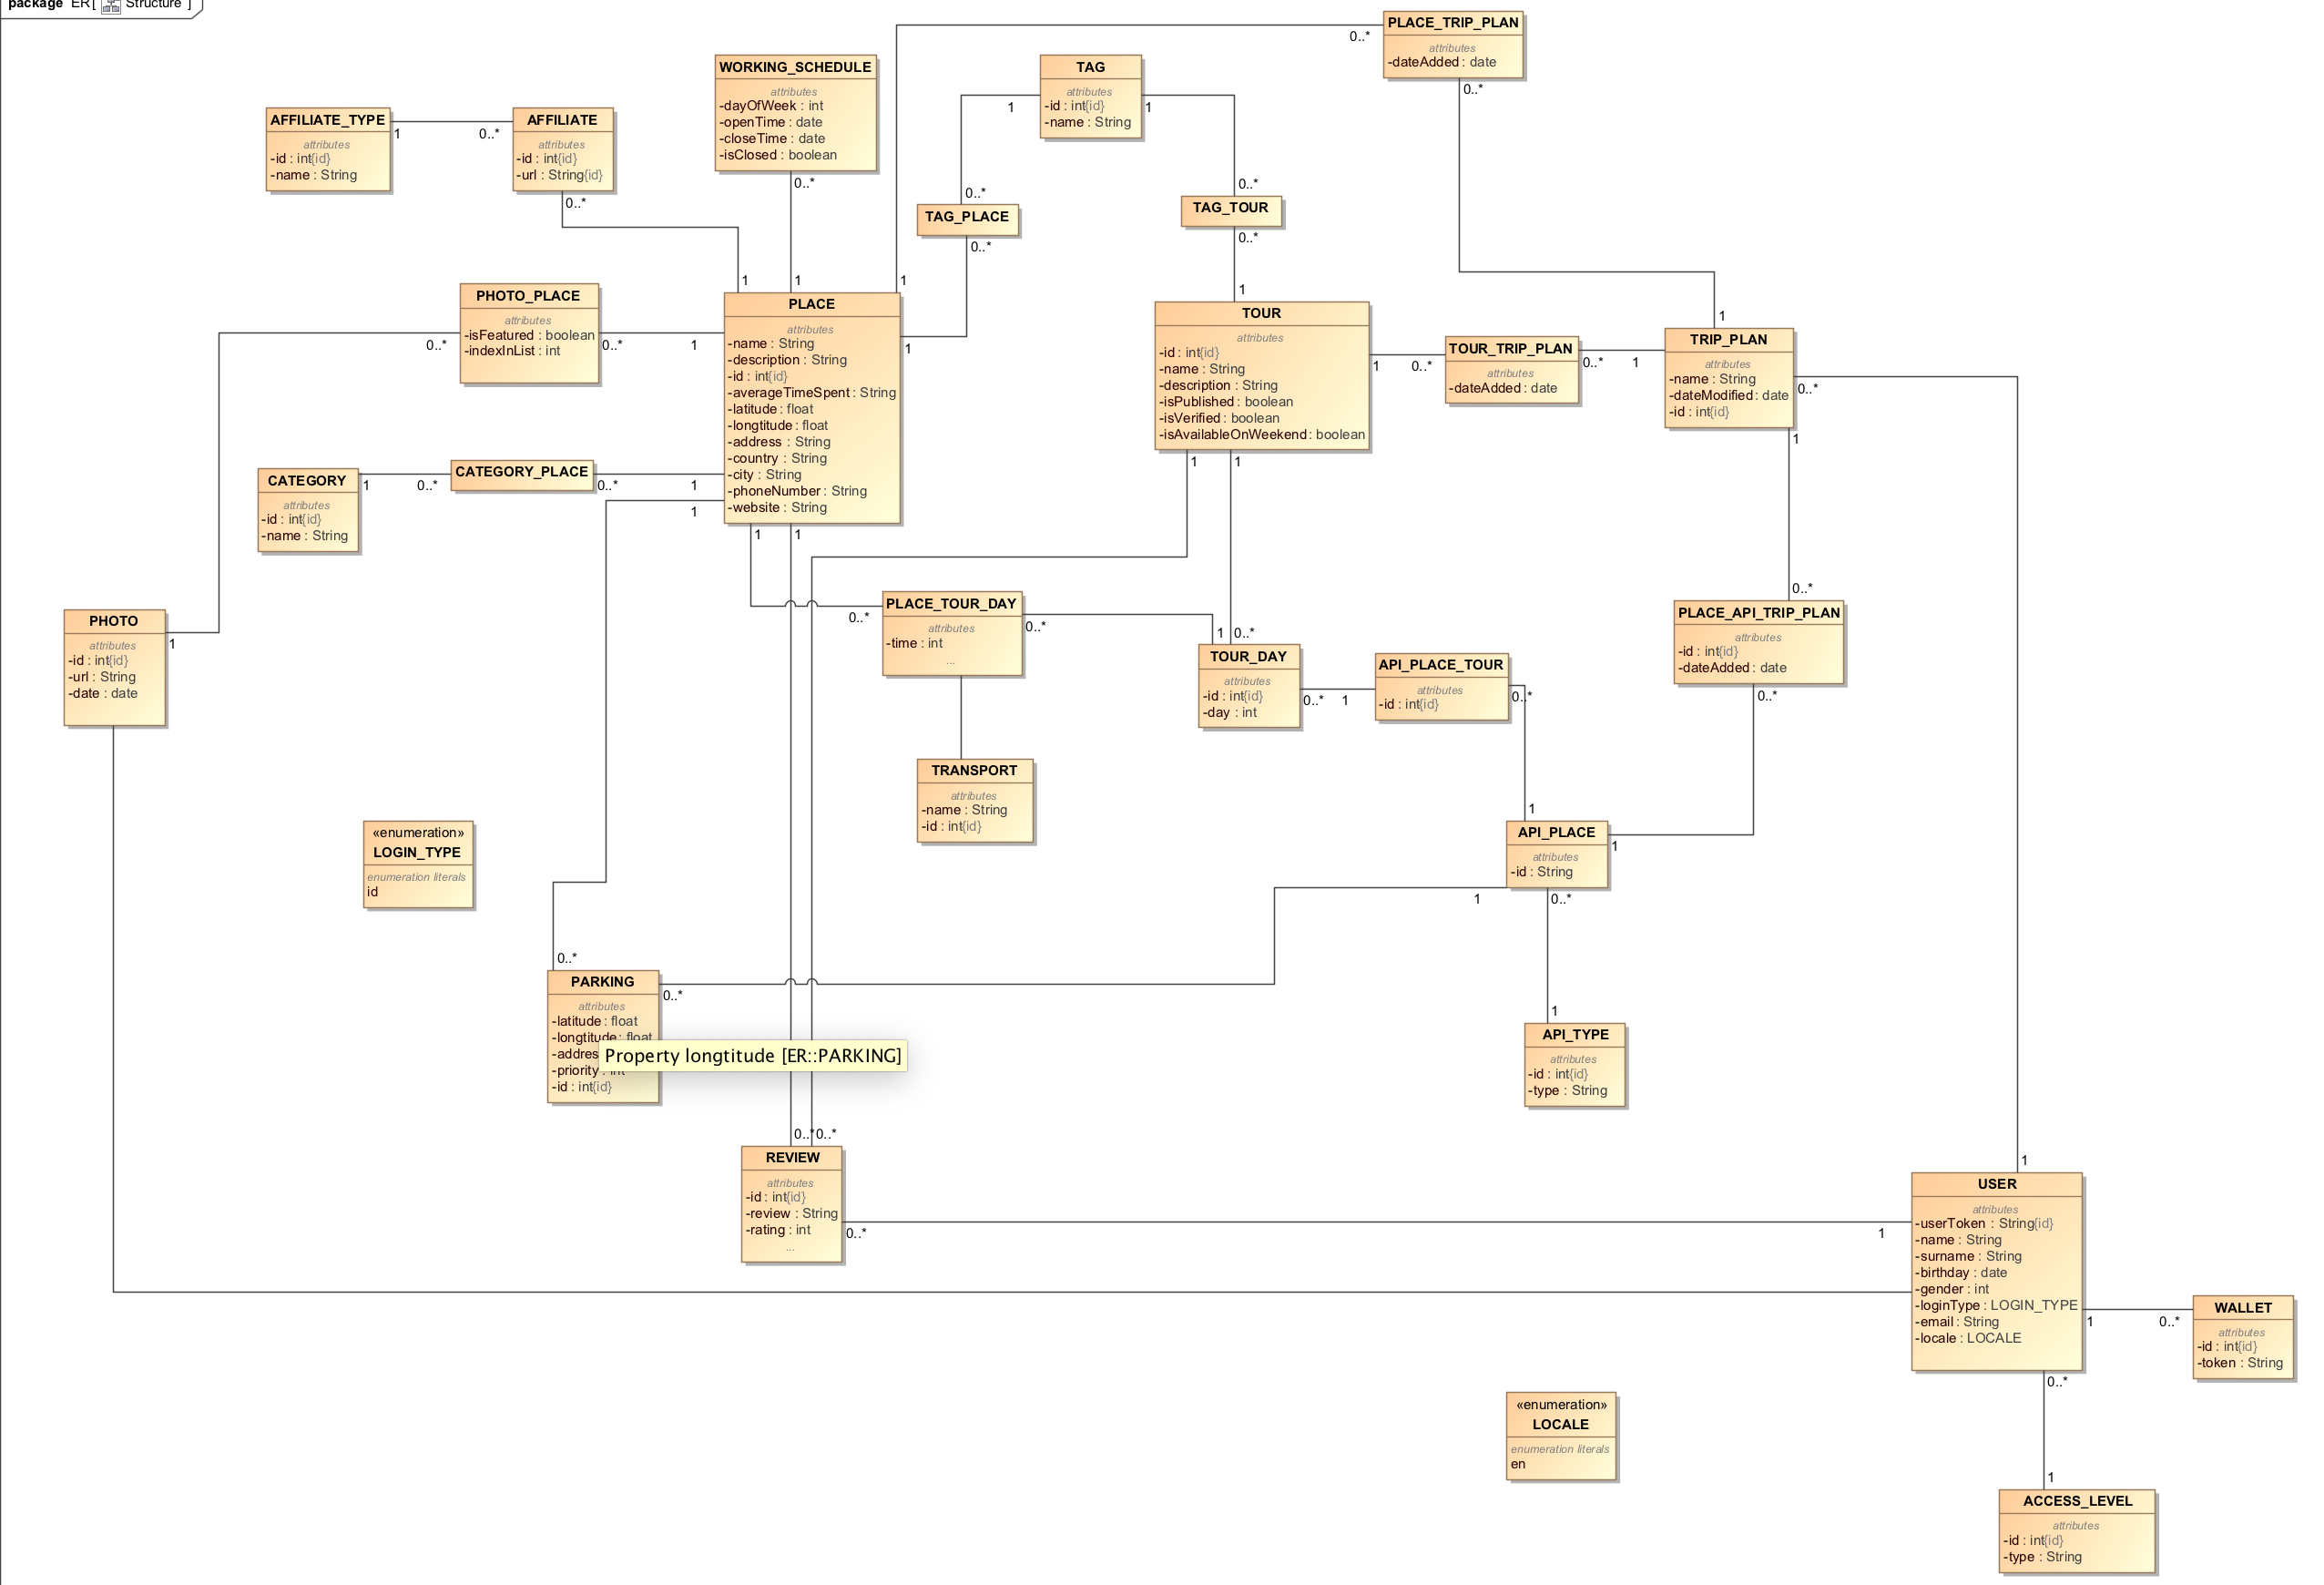 package ER [ Structure ]
PLACE_TRIP_PLAN
attributes
-dateAdded : date
0..*
0..*
WORKING_SCHEDULE
attributes
-dayOfWeek : int
-openTime : date
-closeTime : date
-isClosed : boolean
0..*
1
TAG
attributes
-id : int{id}
-name : String
1
1
AFFILIATE_TYPE
attributes
-id : int{id}
-name : String
1
0..*
AFFILIATE
attributes
-id : int{id}
-url : String{id}
0..*
1
0..*
TAG_PLACE
0..*
1
0..*
TAG_TOUR
0..*
1
1
PHOTO_PLACE
attributes
-isFeatured : boolean
-indexInList : int
0..*
0..*
1
PLACE
attributes
-name : String
-description : String
-id : int{id}
-averageTimeSpent : String
-latitude : float
-longtitude : float
-address : String
-country : String
-city : String
-phoneNumber : String
-website : String
TOUR
attributes
-id : int{id}
-name : String
-description : String
-isPublished : boolean
-isVerified : boolean
-isAvailableOnWeekend : boolean
1
0..*
TOUR_TRIP_PLAN
attributes
-dateAdded : date
0..*
1
1
TRIP_PLAN
attributes
-name : String
-dateModified : date
-id : int{id}
0..*
1
CATEGORY
attributes
-id : int{id}
-name : String
1
0..*
CATEGORY_PLACE
0..*
1
1
1
1
1
1
PHOTO
attributes
-id : int{id}
-url : String
-date : date
1
0..*
PLACE_TOUR_DAY
attributes
-time : int
...
0..*
1
0..*
TOUR_DAY
attributes
-id : int{id}
-day : int
0..*
1
API_PLACE_TOUR
attributes
-id : int{id}
0..*
0..*
PLACE_API_TRIP_PLAN
attributes
-id : int{id}
-dateAdded : date
0..*
TRANSPORT
attributes
-name : String
-id : int{id}
«enumeration»
LOGIN_TYPE
enumeration literals
id
1
API_PLACE
attributes
-id : String
1
1
0..*
0..*
PARKING
attributes
-latitude : float
-longtitude: float
-addres
-priority : int
-id : int{id}
0..*
Property longtitude [ER::PARKING]
1
API_TYPE
attributes
-id : int{id}
-type : String
0..*
0..*
REVIEW
attributes
-id : int{id}
-review : String
-rating : int
...
0..*
1
1
USER
attributes
-userToken : String{id}
-name : String
-surname : String
-birthday : date
-gender : int
-loginType : LOGIN_TYPE
-email : String
-locale : LOCALE
1
0..*
WALLET
attributes
-id : int{id}
-token : String
0..*
«enumeration»
LOCALE
enumeration literals
en
1
ACCESS_LEVEL
attributes
-id : int{id}
-type : String